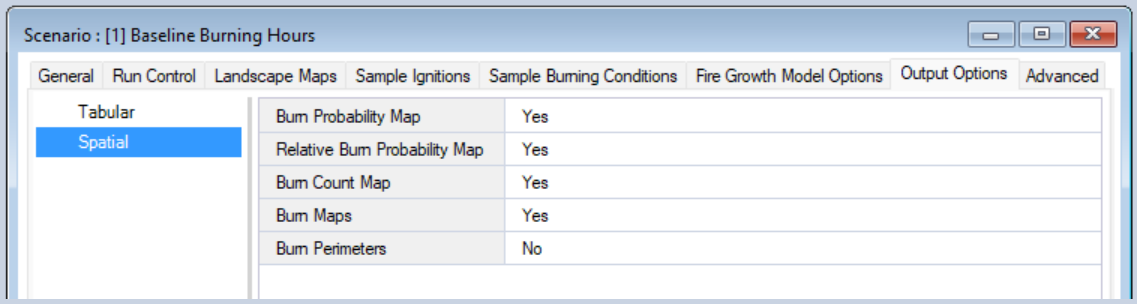 Scenario : [1] Baseline Burning Hours
General Run Control Landscape Maps Sample Ignitions Sample Burning Conditions Fire Growth Model Options Output Options Advanced
Tabular
Spatial
Burn Probability Map Yes
Relative Burn Probability Map Yes
Burn Count Map Yes
Burn Maps Yes
Burn Perimeters No